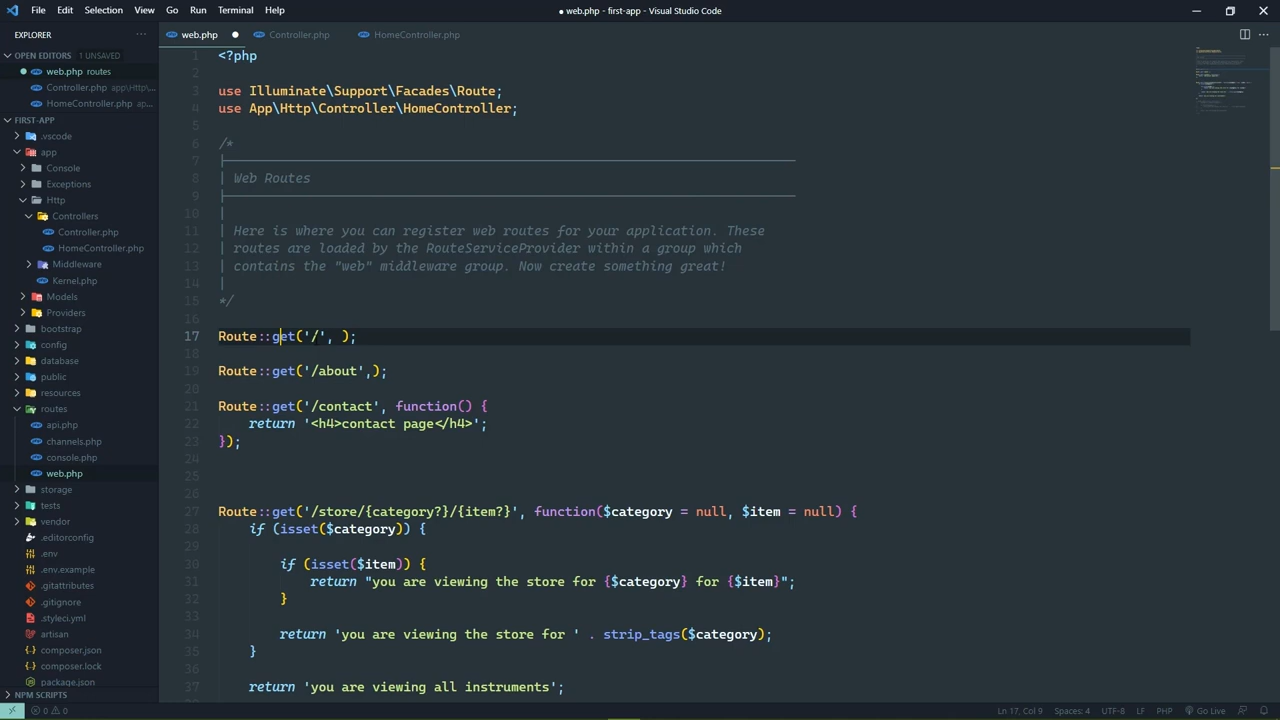 File Edit Selection View Go Run Terminal Help
● web.php - first-app - Visual Studio Code
EXPLORER
OPEN EDITORS 1 UNSAVED
web.php routes
Controller.php app\Htt...
HomeController.php ap...
FIRST-APP
.vscode
app
Console
Exceptions
Http
Controllers
Controller.php
HomeController.php
Middleware
Kernel.php
Models
Providers
bootstrap
config
database
public
resources
routes
api.php
channels.php
console.php
web.php
storage
tests
vendor
.editorconfig
.env
.env.example
.gitattributes
.gitignore
.styleci.yml
artisan
composer.json
composer.lock
package.json
NPM SCRIPTS
web.php Controller.php HomeController.php
1 <?php
2
3 use Illuminate\Support\Facades\Route;
4 use App\Http\Controller\HomeController;
5
6 /*
7 |--------------------------------------------------------------------------
8 | Web Routes
9 |--------------------------------------------------------------------------
10 |
11 | Here is where you can register web routes for your application. These
12 | routes are loaded by the RouteServiceProvider within a group which
13 | contains the "web" middleware group. Now create something great!
14 |
15 */
16
17 Route::get('/', );
18
19 Route::get('/about',);
20
21 Route::get('/contact', function() {
22 return '<h4>contact page</h4>';
23 });
24
25
26
27 Route::get('/store/{category?}/{item?}', function($category = null, $item = null) {
28 if (isset($category)) {
29
30 if (isset($item)) {
31 return "you are viewing the store for {$category} for {$item}";
32 }
33
34 return 'you are viewing the store for ' . strip_tags($category);
35 }
36
37 return 'you are viewing all instruments';
0 0 Ln 17, Col 9 Spaces: 4 UTF-8 LF PHP Go Live